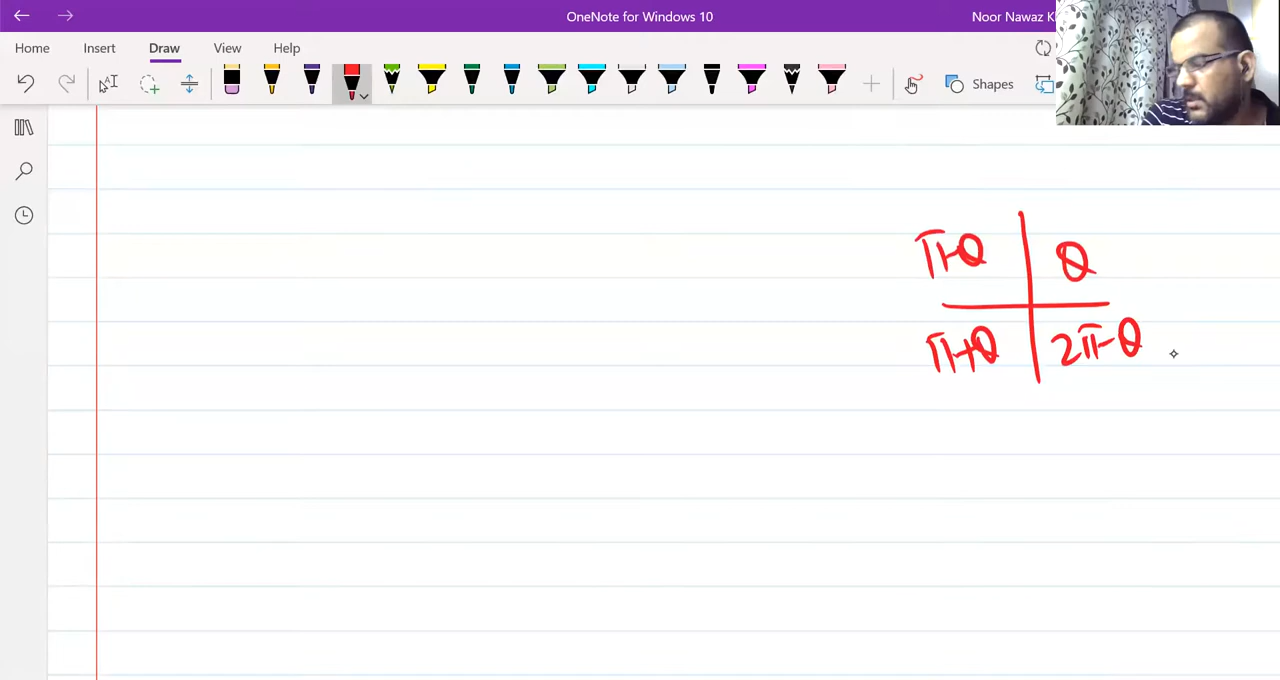 OneNote for Windows 10
Noor Nawaz K
Home Insert Draw View Help
Shapes
π-θ θ
π+θ 2π-θ